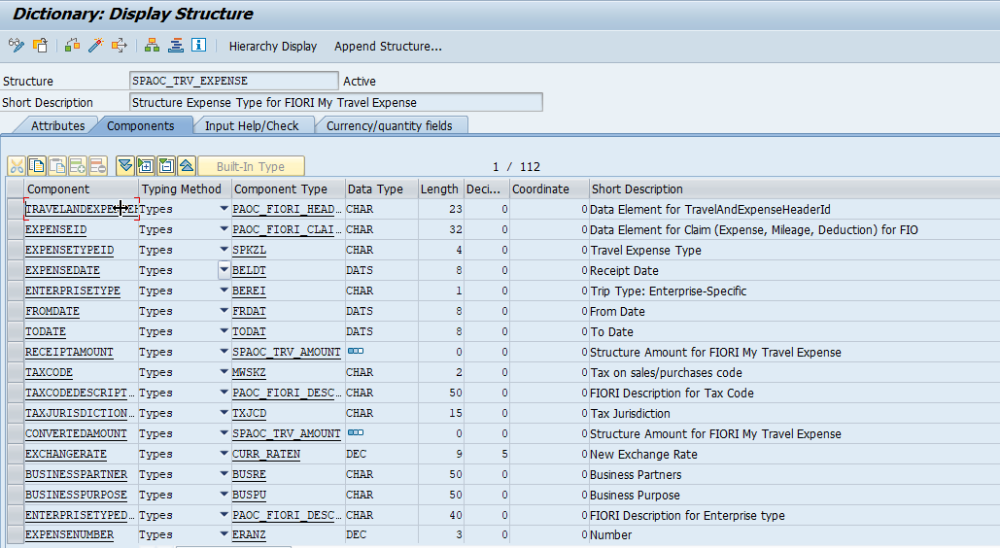 Dictionary: Display Structure
Hierarchy Display Append Structure...
Structure SPAOC_TRV_EXPENSE Active
Short Description Structure Expense Type for FIORI My Travel Expense
Attributes Components Input Help/Check Currency/quantity fields
Built-In Type 1 / 112
Component Typing Method Component Type Data Type Length Deci... Coordinate Short Description
Types PAOC_FIORI_HEAD... CHAR 23 0 0 Data Element for TravelAndExpenseHeaderId
EXPENSEID Types PAOC_FIORI_CLAI... CHAR 32 0 0 Data Element for Claim (Expense, Mileage, Deduction) for FIO
EXPENSETYPEID Types SPKZL CHAR 4 0 0 Travel Expense Type
EXPENSEDATE Types BELDT DATS 8 0 0 Receipt Date
ENTERPRISETYPE Types BEREI CHAR 1 0 0 Trip Type: Enterprise-Specific
FROMDATE Types FRDAT DATS 8 0 0 From Date
TODATE Types TODAT DATS 8 0 0 To Date
RECEIPTAMOUNT Types SPAOC_TRV_AMOUNT 0 0 0 Structure Amount for FIORI My Travel Expense
TAXCODE Types MWSKZ CHAR 2 0 0 Tax on sales/purchases code
TAXCODEDESCRIPT... Types PAOC_FIORI_DESC... CHAR 50 0 0 FIORI Description for Tax Code
TAXJURISDICTION... Types TXJCD CHAR 15 0 0 Tax Jurisdiction
CONVERTEDAMOUNT Types SPAOC_TRV_AMOUNT 0 0 0 Structure Amount for FIORI My Travel Expense
EXCHANGERATE Types CURR_RATEN DEC 9 5 0 New Exchange Rate
BUSINESSPARTNER Types BUSRE CHAR 50 0 0 Business Partners
BUSINESSPURPOSE Types BUSPU CHAR 50 0 0 Business Purpose
ENTERPRISETYPED... Types PAOC_FIORI_DESC... CHAR 40 0 0 FIORI Description for Enterprise type
EXPENSENUMBER Types ERANZ DEC 3 0 0 Number